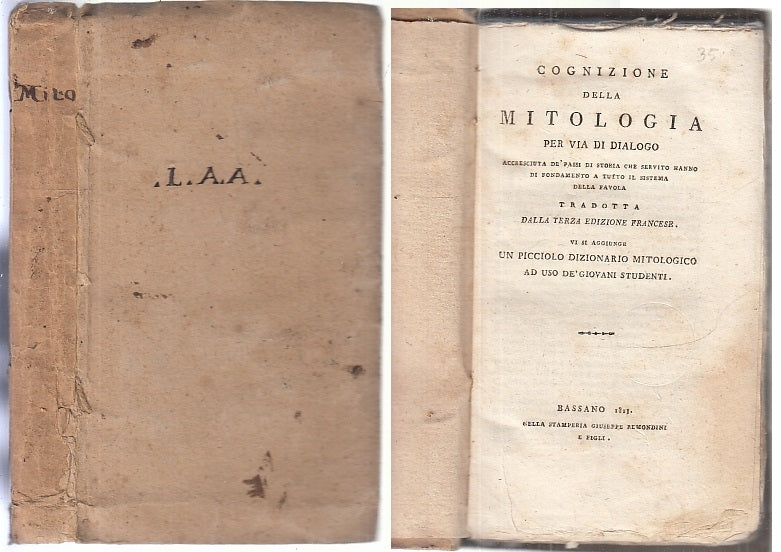 Mito
.L.A.A.
35
COGNIZIONE
DELLA
MITOLOGIA
PER VIA DI DIALOGO
ACCRESCIUTA DE' PASSI DI STORIA CHE SERVITO HANNO
DI FONDAMENTO A TUTTO IL SISTEMA
DELLA FAVOLA
TRADOTTA
DALLA TERZA EDIZIONE FRANCESE.
VI SI AGGIUNGE
UN PICCIOLO DIZIONARIO MITOLOGICO
AD USO DE' GIOVANI STUDENTI.
BASSANO
NELLA STAMPERIA GIUSEPPE REMONDINI
E FIGLI.